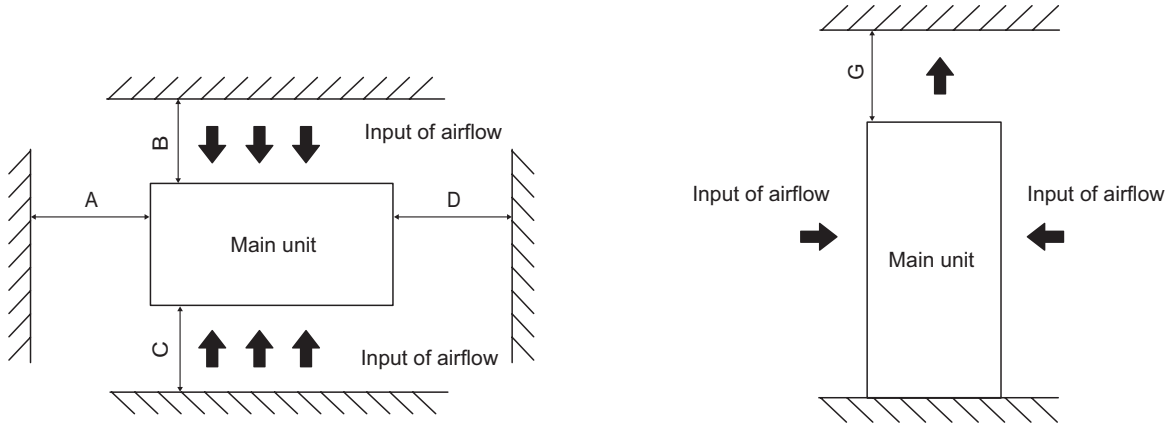 B
Input of airflow
A
D
Main unit
C
Input of airflow
G
Input of airflow
Input of airflow
Main unit